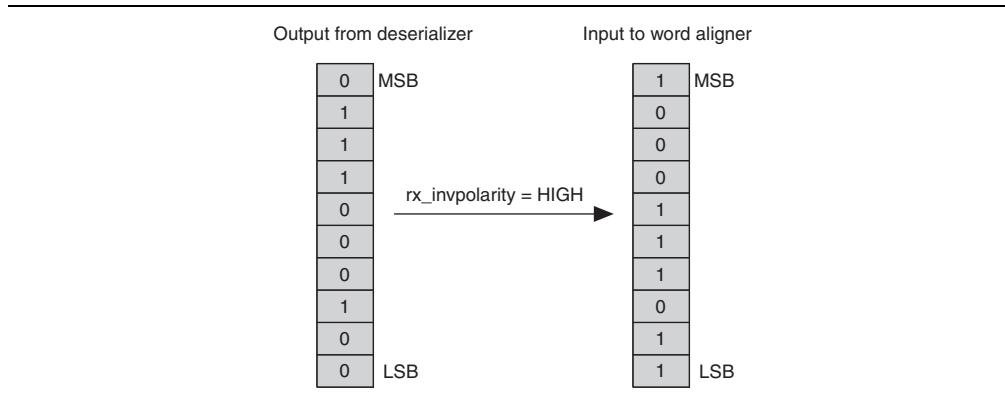 Output from deserializer Input to word aligner
0 MSB 1 MSB
1 0
1 0
1 0
0 rx_invpolarity = HIGH 1
0 1
0 1
1 0
0 1
0 LSB 1 LSB